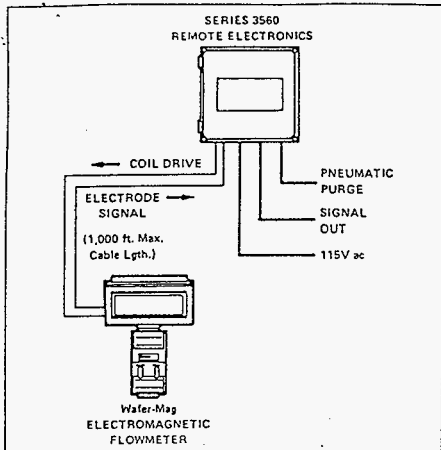 SERIES 3560
REMOTE ELECTRONICS
COIL DRIVE
ELECTRODE
SIGNAL
(1,000 ft. Max.
Cable Lgth.)
PNEUMATIC
PURGE
SIGNAL
OUT
115V ac
Wafer-Mag
ELECTROMAGNETIC
FLOWMETER